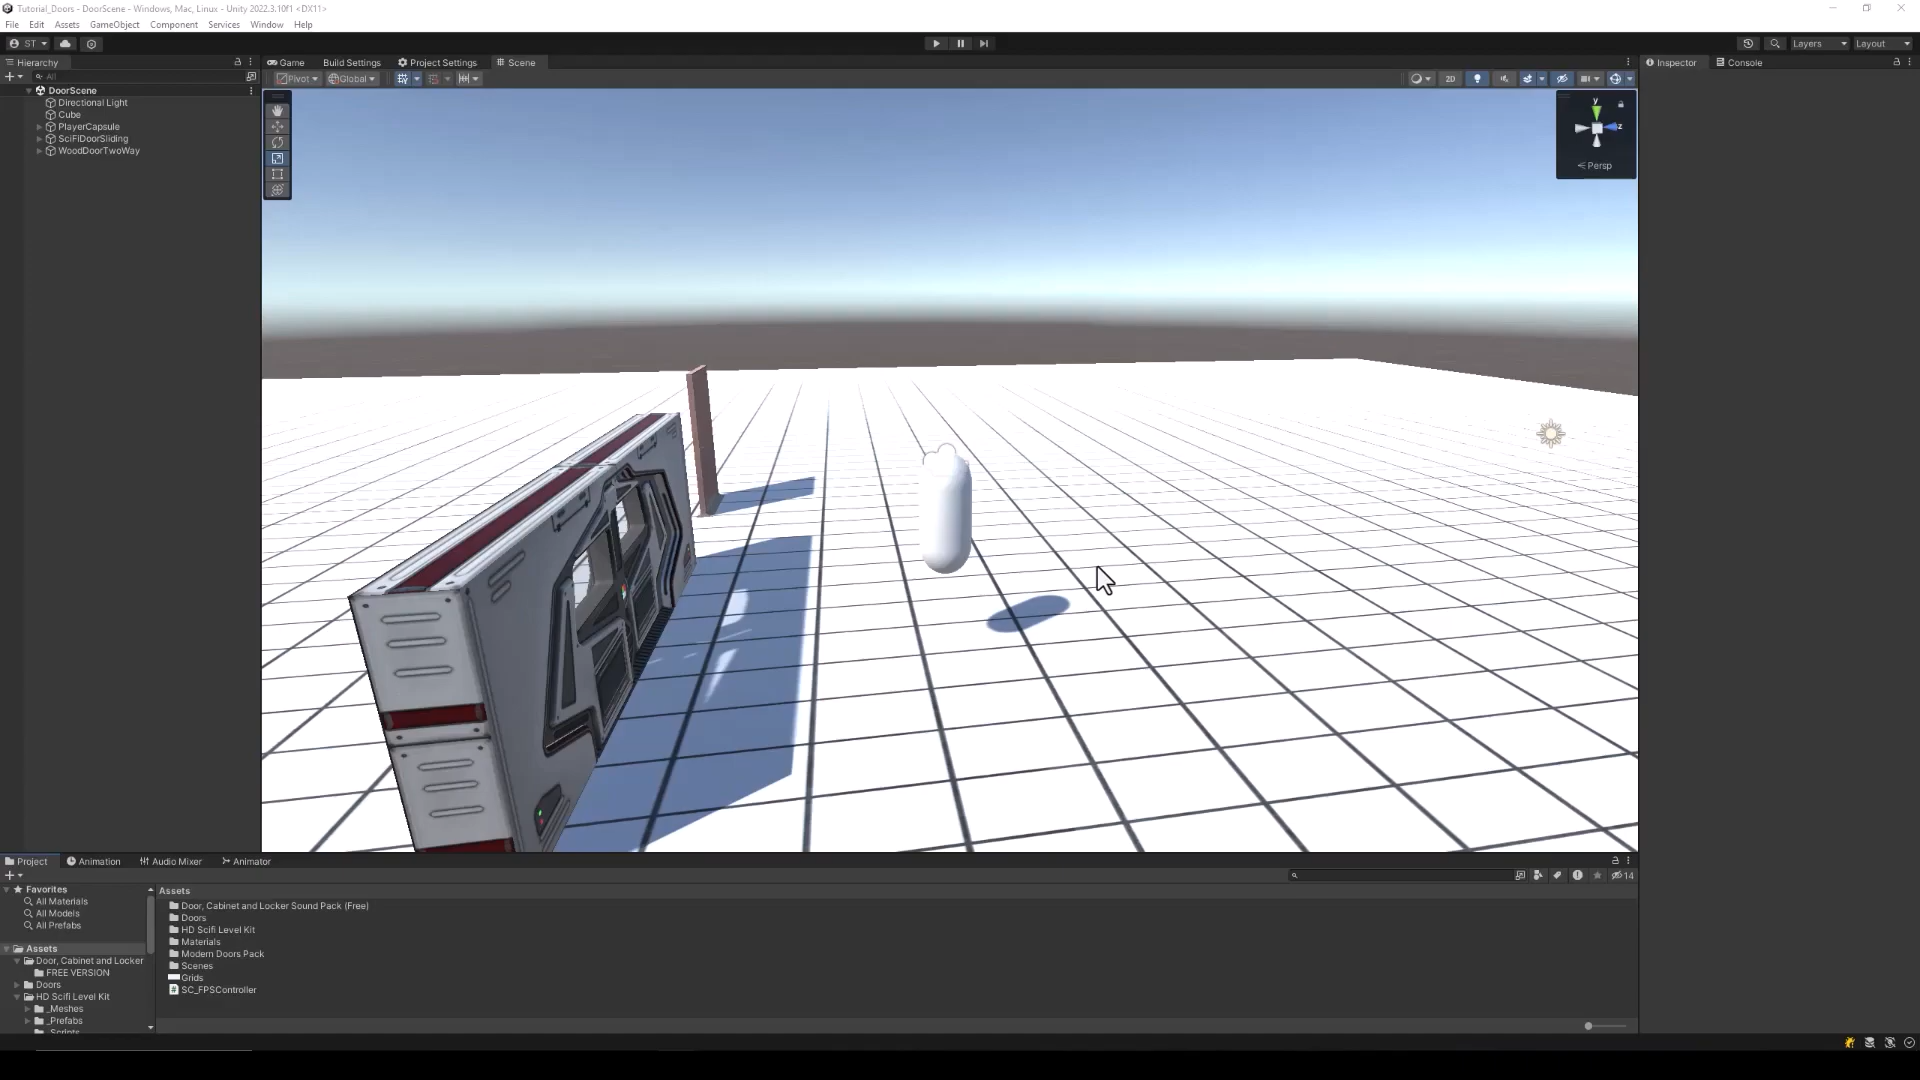 Tutorial_Doors - DoorScene - Windows, Mac, Linux - Unity 2022.3.10f1 <DX11>
File Edit Assets GameObject Component Services Window Help
ST Layers Layout
Hierarchy Game Build Settings Project Settings Scene Inspector Console
All Pivot Global 2D
DoorScene
Directional Light
Cube
PlayerCapsule
SciFiDoorSliding
WoodDoorTwoWay
y
z
Persp
Project Animation Audio Mixer Animator
14
Favorites
All Materials
All Models
All Prefabs
Assets
Door, Cabinet and Locker
FREE VERSION
Doors
HD Scifi Level Kit
_Meshes
_Prefabs
_Scripts
Assets
Door, Cabinet and Locker Sound Pack (Free)
Doors
HD Scifi Level Kit
Materials
Modern Doors Pack
Scenes
Grids
SC_FPSController